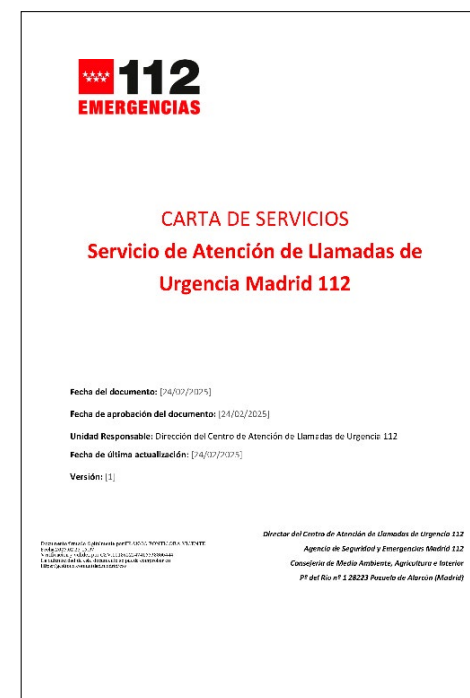 112
EMERGENCIAS
CARTA DE SERVICIOS
Servicio de Atención de Llamadas de
Urgencia Madrid 112
Fecha del documento: [24/02/2025]
Fecha de aprobación del documento: [24/02/2025]
Unidad Responsable: Dirección del Centro de Atención de Llamadas de Urgencia 112
Fecha de última actualización: [24/02/2025]
Versión: [1]
Director del Centro de Atención de Llamadas de Urgencia 112
Agencia de Seguridad y Emergencias Madrid 112
Consejería de Medio Ambiente, Agricultura e Interior
Pº del Río nº 1 28223 Pozuelo de Alarcón (Madrid)